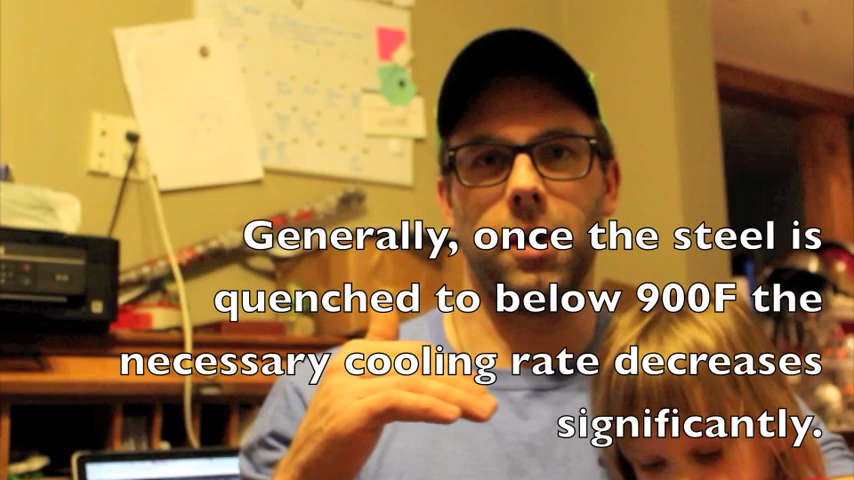 Generally, once the steel is
quenched to below 900F the
necessary cooling rate decreases
significantly.